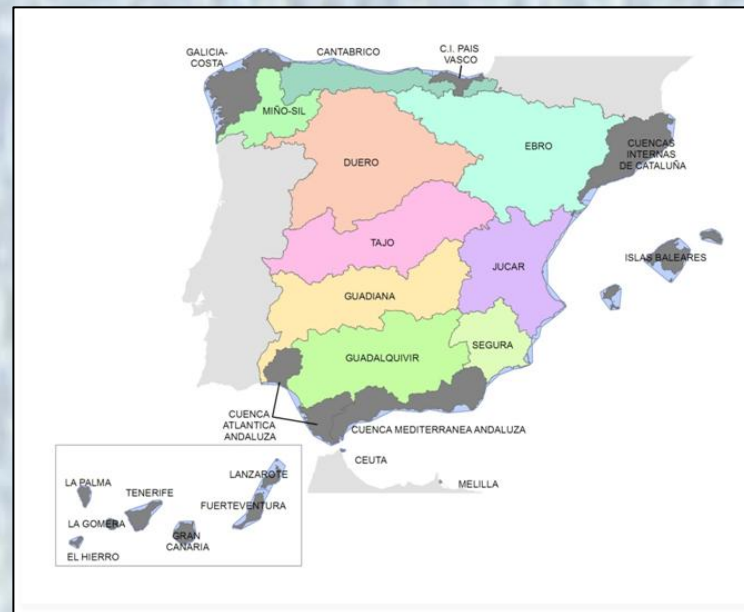 GALICIA-
COSTA
CANTABRICO
C.I. PAIS
VASCO
MIÑO-SIL
DUERO
EBRO
CUENCAS
INTERNAS
DE CATALUÑA
TAJO
JUCAR
ISLAS BALEARES
GUADIANA
SEGURA
GUADALQUIVIR
CUENCA
ATLANTICA
ANDALUZA
CUENCA MEDITERRANEA ANDALUZA
CEUTA
MELILLA
LANZAROTE
LA PALMA
TENERIFE
FUERTEVENTURA
LA GOMERA
GRAN
CANARIA
EL HIERRO